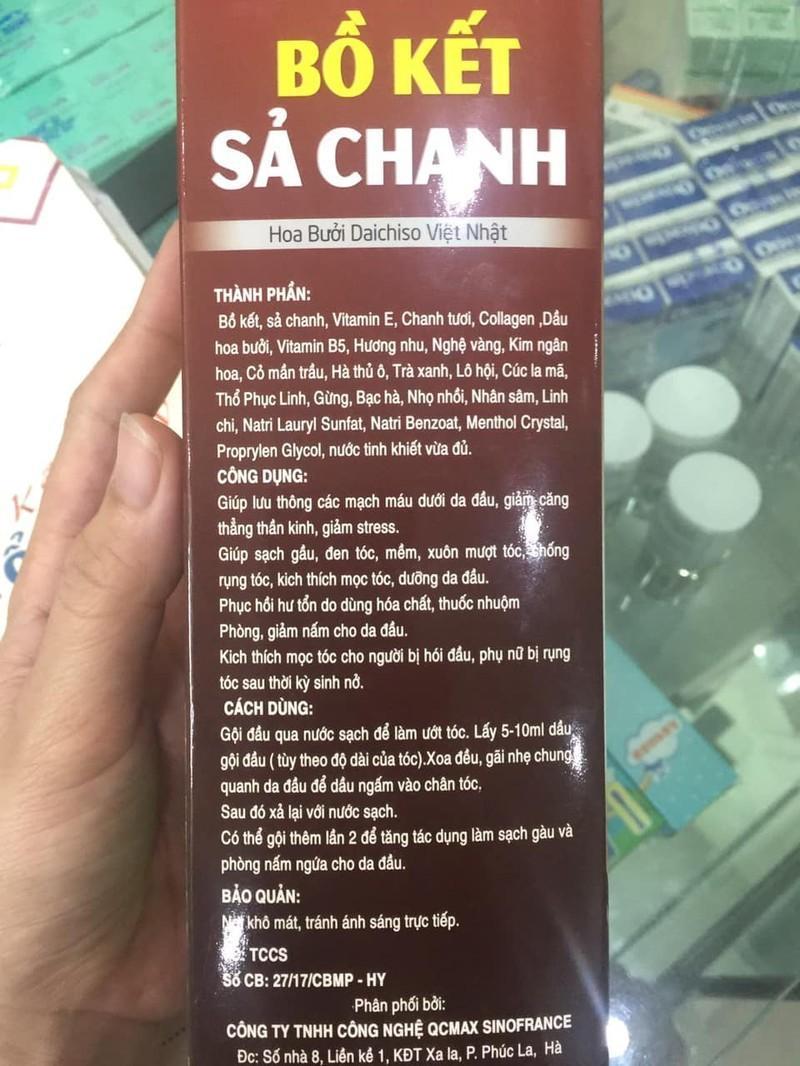 BỒ KẾT
SẢ CHANH
Hoa Bưởi Daichiso Việt Nhật
THÀNH PHẦN:
Bồ kết, sả chanh, Vitamin E, Chanh tươi, Collagen ,Dầu
hoa bưởi, Vitamin B5, Hương nhu, Nghệ vàng, Kim ngân
hoa, Cỏ mần trầu, Hà thủ ô, Trà xanh, Lô hội, Cúc la mã,
Thổ Phục Linh, Gừng, Bạc hà, Nhọ nhồi, Nhân sâm, Linh
chi, Natri Lauryl Sunfat, Natri Benzoat, Menthol Crystal,
Proprylen Glycol, nước tinh khiết vừa đủ.
CÔNG DỤNG:
Giúp lưu thông các mạch máu dưới da đầu, giảm căng
thẳng thần kinh, giảm stress.
Giúp sạch gầu, đen tóc, mềm, xuôn mượt tóc, chống
rụng tóc, kich thích mọc tóc, dưỡng da đầu.
Phục hồi hư tổn do dùng hóa chất, thuốc nhuộm
Phòng, giảm nấm cho da đầu.
Kich thích mọc tóc cho người bị hói đầu, phụ nữ bị rụng
tóc sau thời kỳ sinh nở.
CÁCH DÙNG:
Gội đầu qua nước sạch để làm ướt tóc. Lấy 5-10ml dầu
gội đầu ( tùy theo độ dài của tóc).Xoa đều, gãi nhẹ chung
quanh da đầu để dầu ngấm vào chân tóc,
Sau đó xả lại với nước sạch.
Có thể gội thêm lần 2 để tăng tác dụng làm sạch gàu và
phòng nấm ngứa cho da đầu.
BẢO QUẢN:
khô mát, tránh ánh sáng trực tiếp.
TCCS
Số CB: 27/17/CBMP - HY
Phân phối bởi:
CÔNG TY TNHH CÔNG NGHỆ QCMAX SINOFRANCE
Đc: Số nhà 8, Liền kề 1, KĐT Xa la, P. Phúc La, Hà